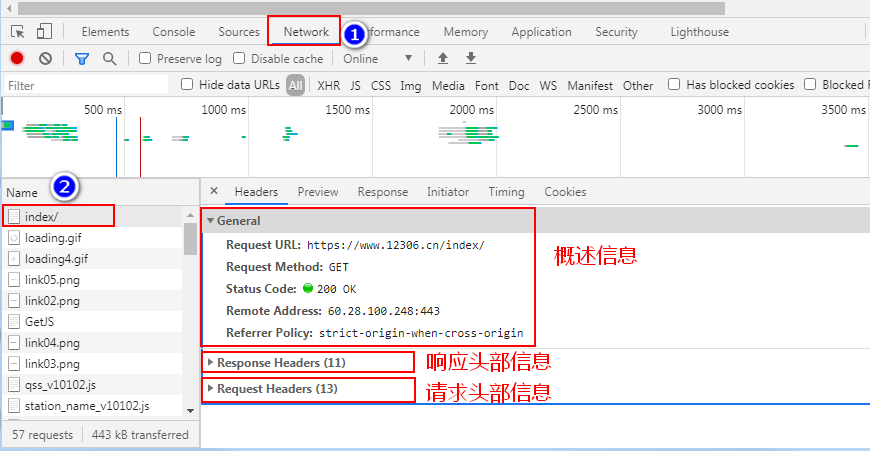 Elements Console Sources Network Performance Memory Application Security Lighthouse
1
Preserve log Disable cache Online
Filter Hide data URLs All XHR JS CSS Img Media Font Doc WS Manifest Other Has blocked cookies Blocked
500 ms 1000 ms 1500 ms 2000 ms 2500 ms 3000 ms 3500 ms
Name
2
× Headers Preview Response Initiator Timing Cookies
index/
loading.gif
loading4.gif
link05.png
link02.png
GetJS
link04.png
link03.png
qss_v10102.js
station_name_v10102.js
57 requests 443 kB transferred
General
Request URL: https://www.12306.cn/index/
Request Method: GET
Status Code: 200 OK
Remote Address: 60.28.100.248:443
Referrer Policy: strict-origin-when-cross-origin
概述信息
Response Headers (11)
响应头部信息
Request Headers (13)
请求头部信息